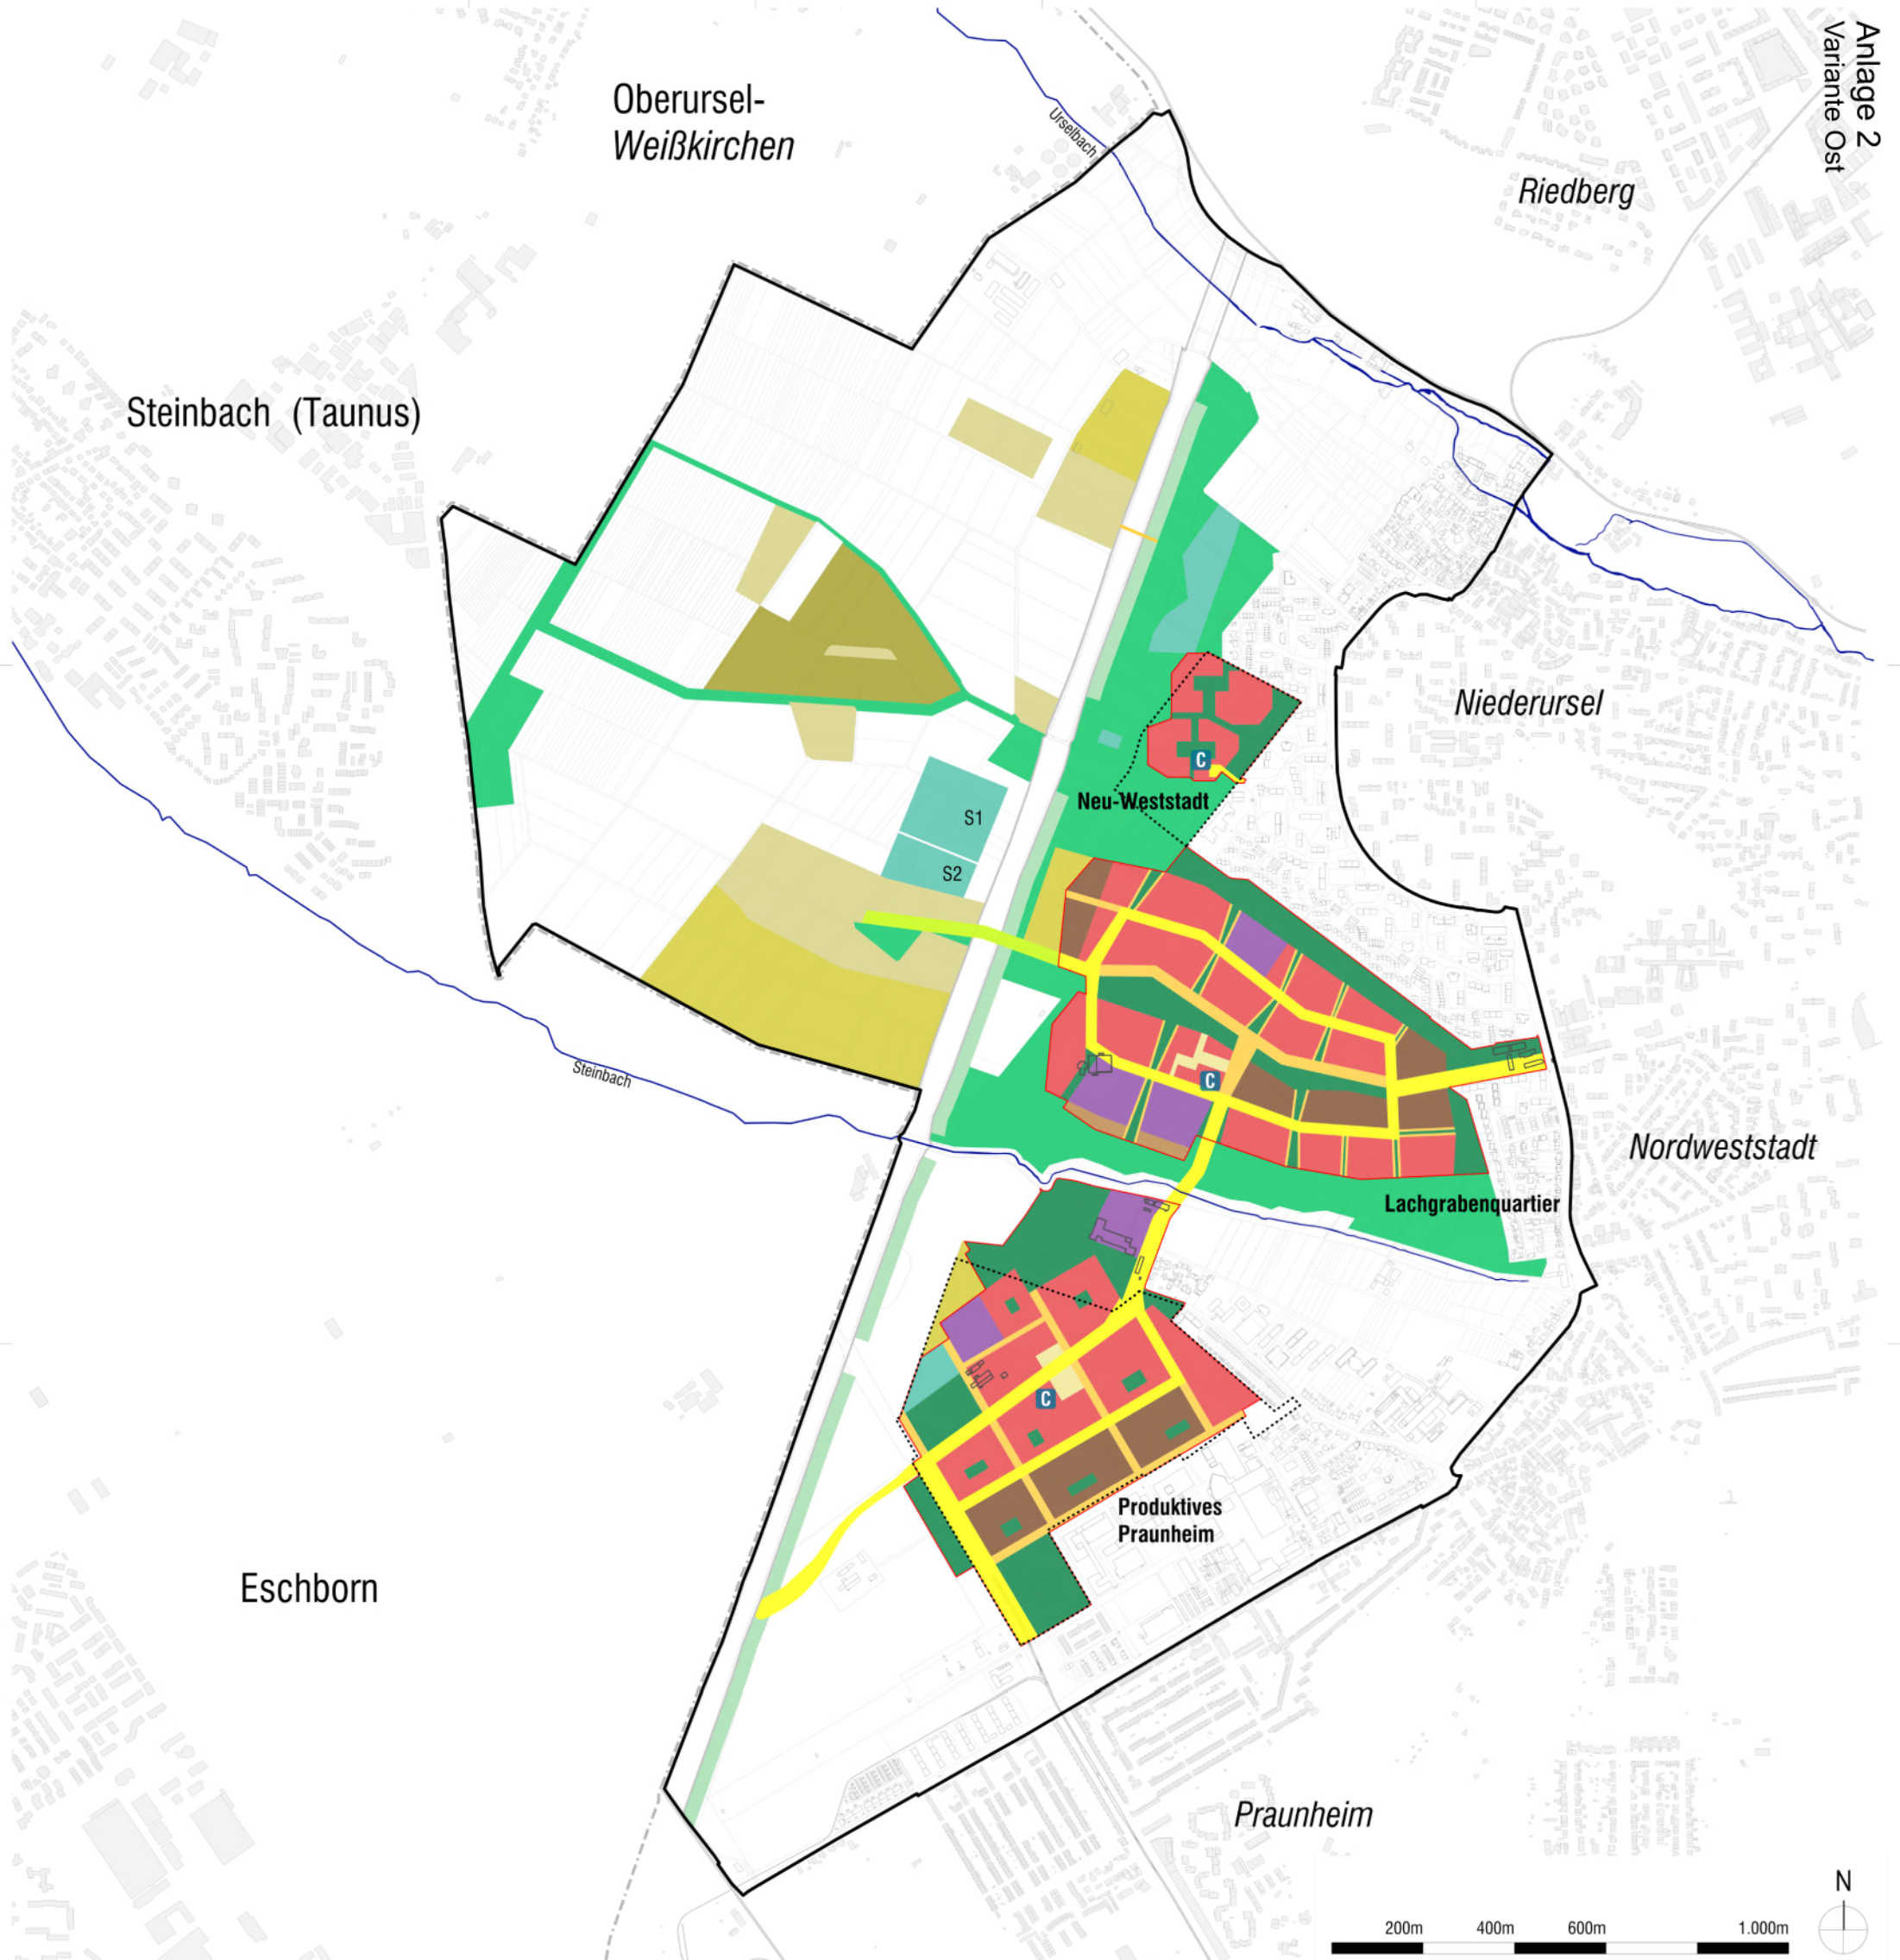 Anlage 2
Variante Ost
Oberursel-
Weißkirchen
Urselbach
Riedberg
Steinbach (Taunus)
Niederursel
C
Neu-Weststadt
S1
S2
C
Steinbach
Nordweststadt
Lachgrabenquartier
C
Produktives
Praunheim
Eschborn
Praunheim
N
200m 400m 600m 1.000m